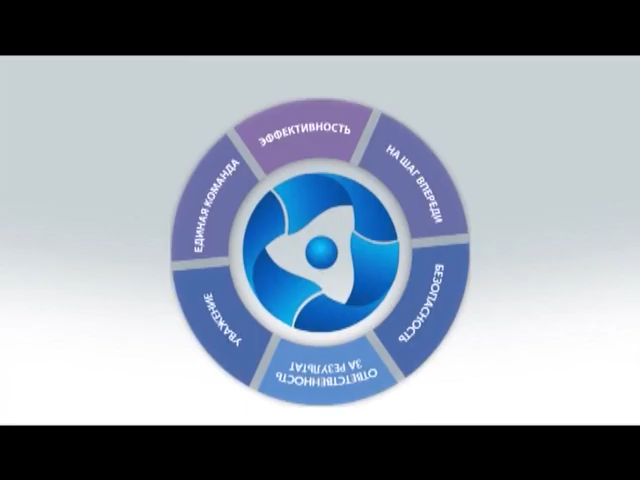 ЭФФЕКТИВНОСТЬ
НА ШАГ ВПЕРЕДИ
БЕЗОПАСНОСТЬ
ОТВЕТСТВЕННОСТЬ
ЗА РЕЗУЛЬТАТ
УВАЖЕНИЕ
ЕДИНАЯ КОМАНДА